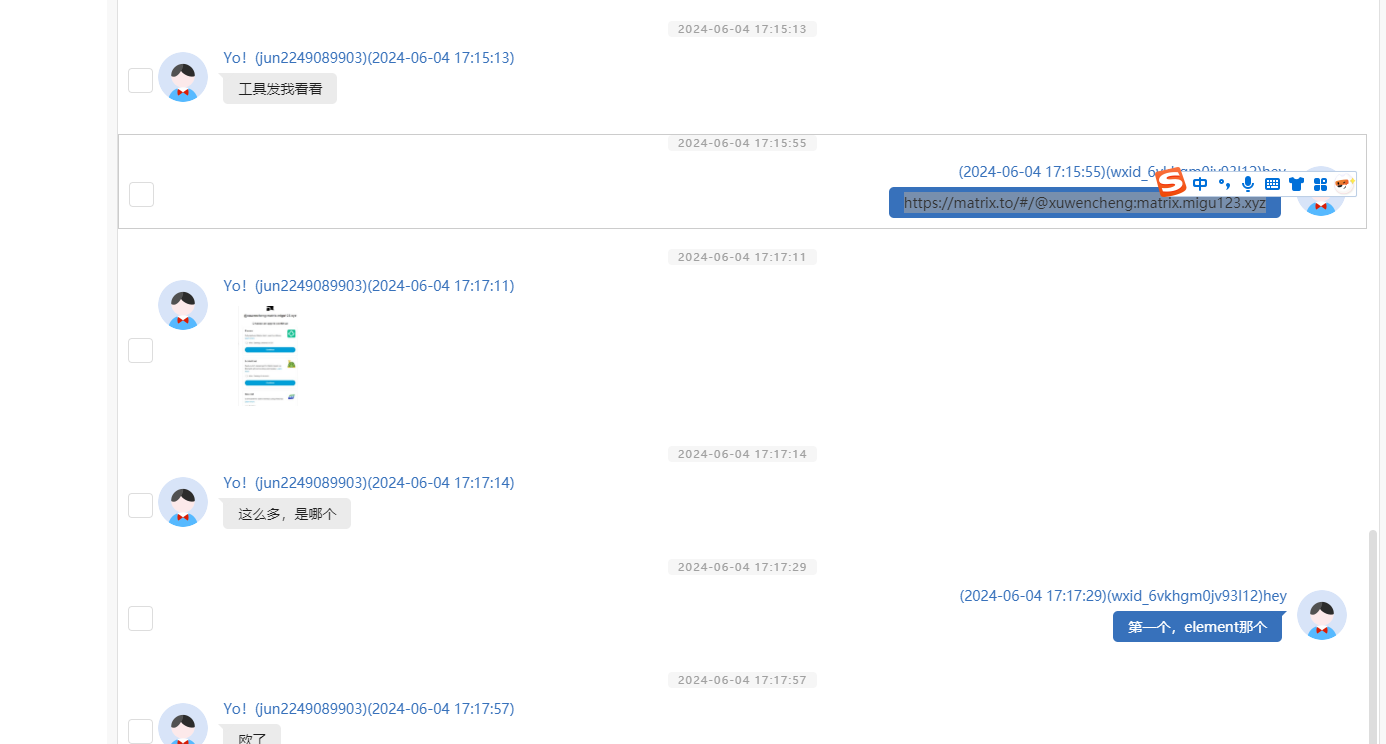 2024-06-04 17:15:13
Yo! (jun2249089903)(2024-06-04 17:15:13)
工具发我看看
2024-06-04 17:15:55
(2024-06-04 17:15:55)(wxid_6vkhgm0jv93l12)hey
中
https://matrix.to/#/@xuwencheng:matrix.migu123.xyz
2024-06-04 17:17:11
Yo! (jun2249089903)(2024-06-04 17:17:11)
2024-06-04 17:17:14
Yo! (jun2249089903)(2024-06-04 17:17:14)
这么多，是哪个
2024-06-04 17:17:29
(2024-06-04 17:17:29)(wxid_6vkhgm0jv93l12)hey
第一个，element那个
2024-06-04 17:17:57
Yo! (jun2249089903)(2024-06-04 17:17:57)
欧了